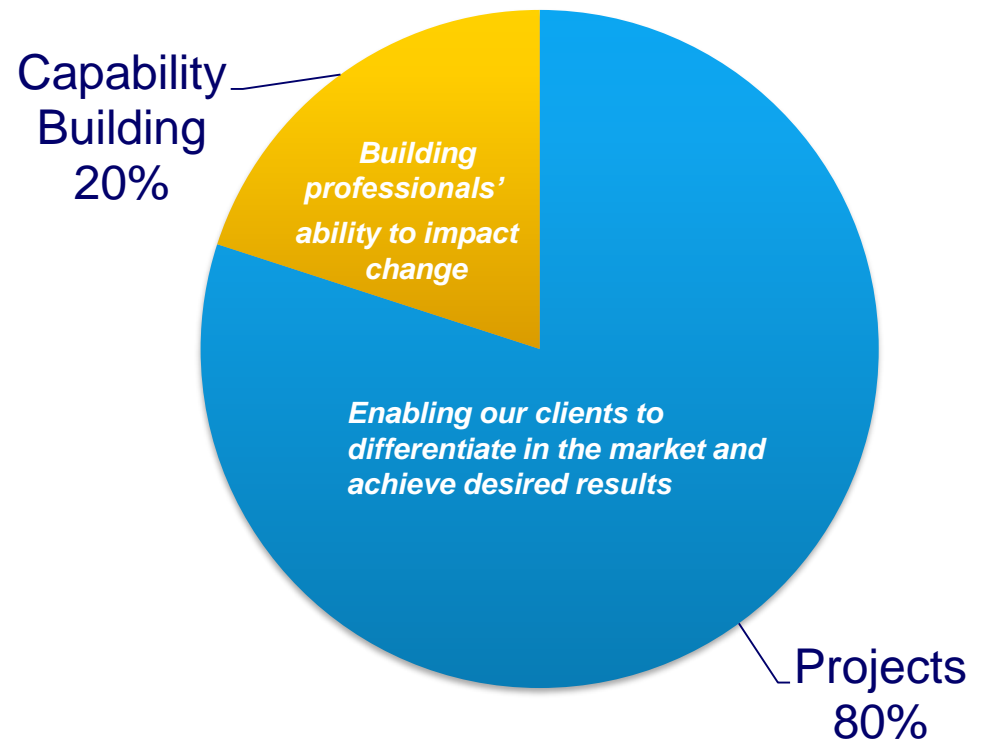 Capability
Building
20%
Building
professionals’
ability to impact
change
Enabling our clients to
differentiate in the market and
achieve desired results
Projects
80%